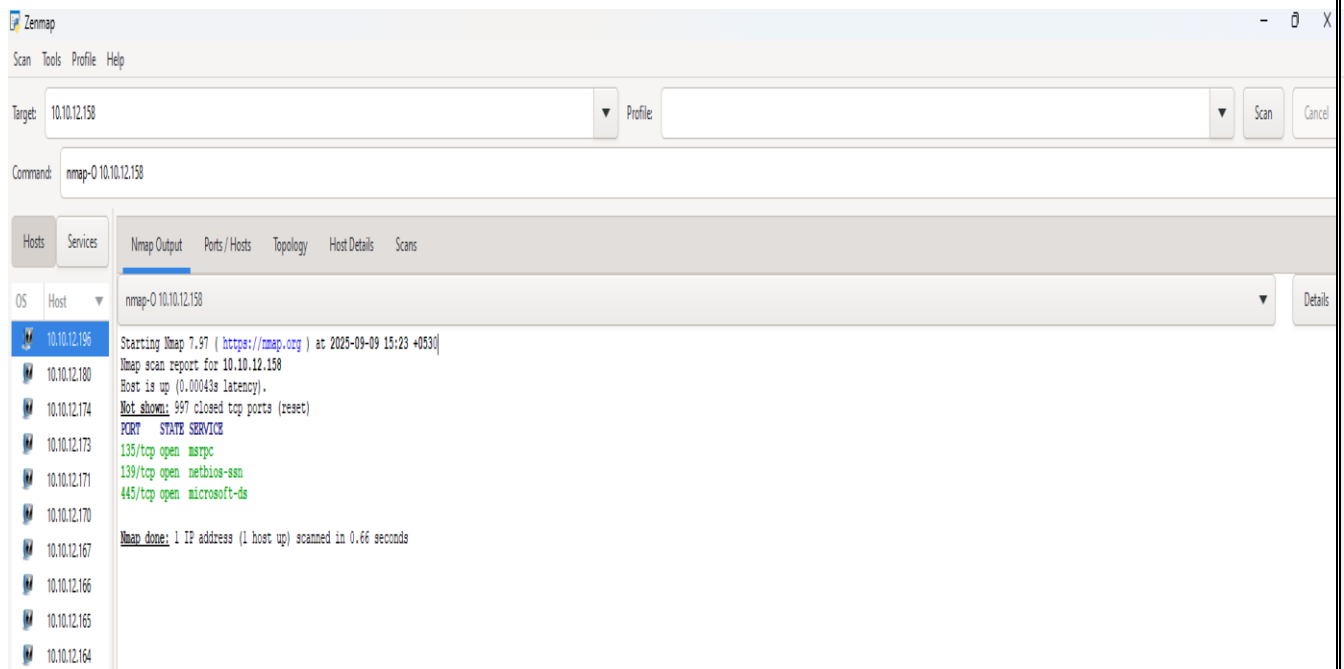 Zenmap
Scan Tools Profile Help
Target: 10.10.12.158 Profile: Scan Cancel
Command: nmap-O 10.10.12.158
Hosts Services Nmap Output Ports / Hosts Topology Host Details Scans
OS Host nmap-O 10.10.12.158 Details
10.10.12.196
10.10.12.180
10.10.12.174
10.10.12.173
10.10.12.171
10.10.12.170
10.10.12.167
10.10.12.166
10.10.12.165
10.10.12.164
Starting Nmap 7.97 ( https://nmap.org ) at 2025-09-09 15:23 +0530
Nmap scan report for 10.10.12.158
Host is up (0.00043s latency).
Not shown: 997 closed tcp ports (reset)
PORT STATE SERVICE
135/tcp open msrpc
139/tcp open netbios-ssn
445/tcp open microsoft-ds
Nmap done: 1 IP address (1 host up) scanned in 0.66 seconds